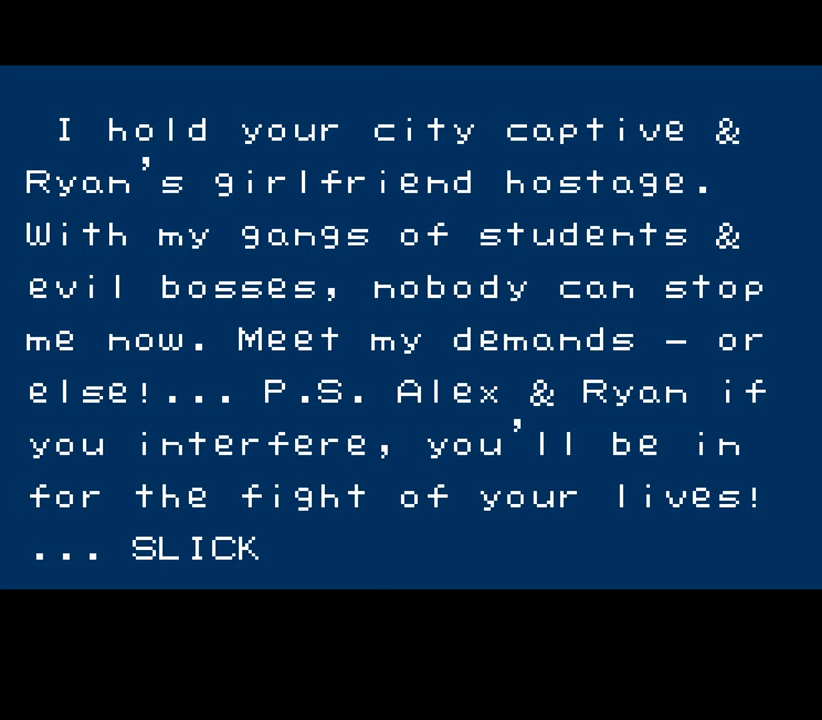 I hold your city captive &
Ryan's girlfriend hostage.
With my gangs of students &
evil bosses, nobody can stop
me now. Meet my demands – or
else!... P.S. Alex & Ryan if
you interfere, you'll be in
for the fight of your lives!
... SLICK